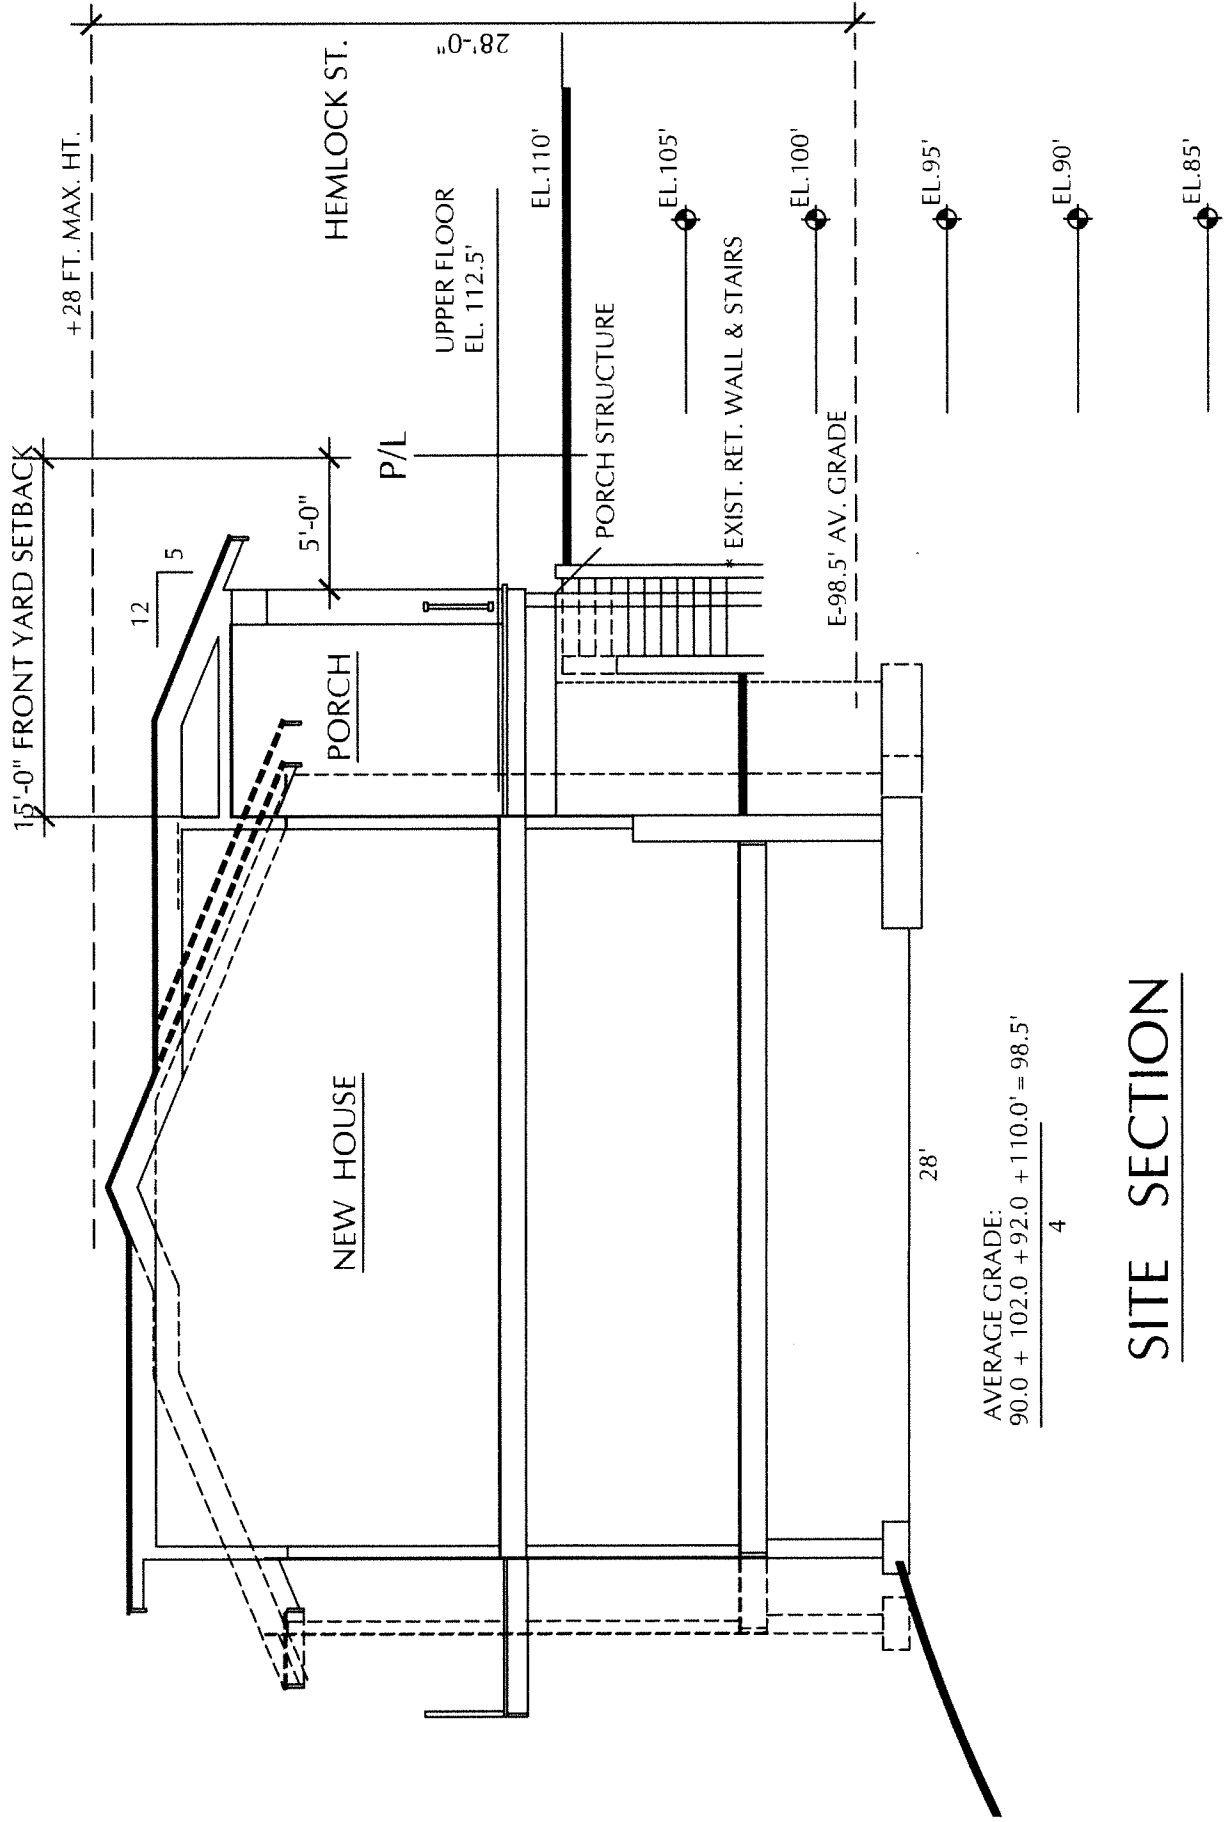 15'-0" FRONT YARD SETBACK
+28 FT. MAX. HT.
28'-0"
HEMLOCK ST.
12
5
5'-0"
P/L
UPPER FLOOR
EL. 112.5'
EL.110'
EL.105'
EL.100'
EL.95'
EL.90'
EL.85'
PORCH
PORCH STRUCTURE
* EXIST. RET. WALL & STAIRS
E-98.5' AV. GRADE
NEW HOUSE
28'
AVERAGE GRADE:
90.0 + 102.0 +92.0 +110.0' = 98.5'
4
SITE SECTION